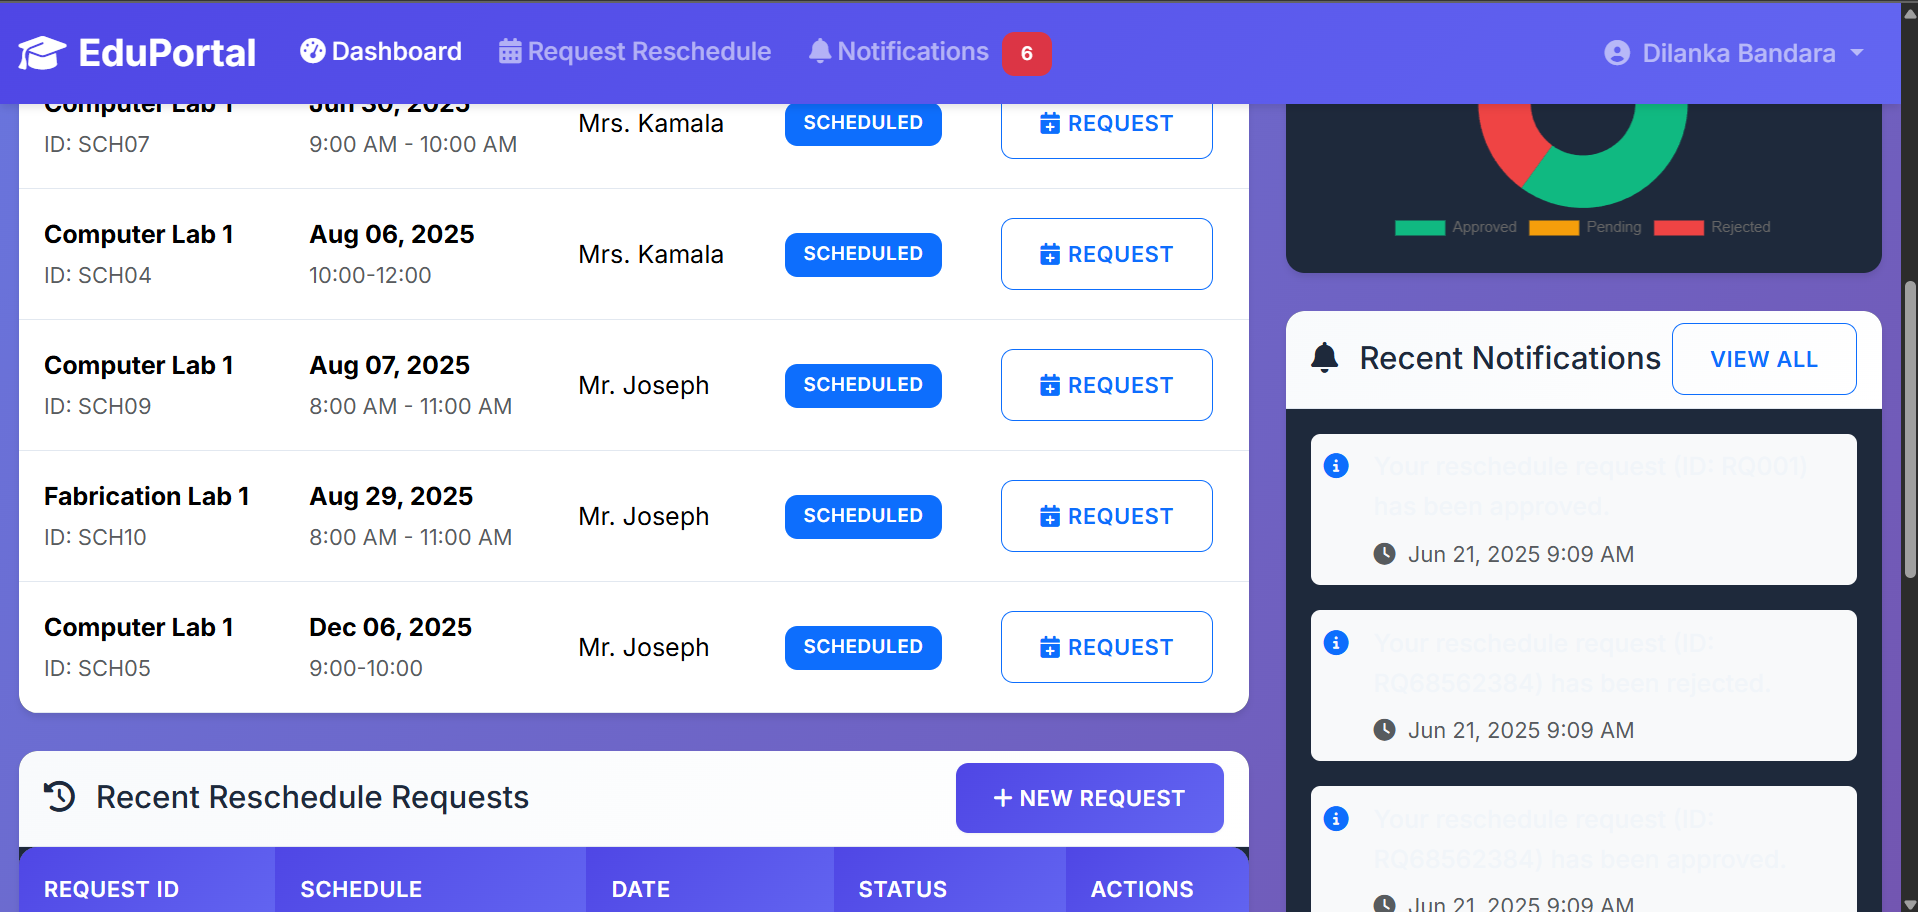 EduPortal
Dashboard
Request Reschedule
Notifications 6
Dilanka Bandara
Computer Lab 1
ID: SCH07
Jun 30, 2025
9:00 AM - 10:00 AM
Mrs. Kamala
SCHEDULED
REQUEST
Computer Lab 1
ID: SCH04
Aug 06, 2025
10:00-12:00
Mrs. Kamala
SCHEDULED
REQUEST
Computer Lab 1
ID: SCH09
Aug 07, 2025
8:00 AM - 11:00 AM
Mr. Joseph
SCHEDULED
REQUEST
Fabrication Lab 1
ID: SCH10
Aug 29, 2025
8:00 AM - 11:00 AM
Mr. Joseph
SCHEDULED
REQUEST
Computer Lab 1
ID: SCH05
Dec 06, 2025
9:00-10:00
Mr. Joseph
SCHEDULED
REQUEST
Recent Reschedule Requests
+ NEW REQUEST
REQUEST ID
SCHEDULE
DATE
STATUS
ACTIONS
Approved
Pending
Rejected
Recent Notifications
VIEW ALL
Your reschedule request (ID: RQ001)
has been approved.
Jun 21, 2025 9:09 AM
Your reschedule request (ID:
RQ68562384) has been rejected.
Jun 21, 2025 9:09 AM
Your reschedule request (ID:
RQ68562384) has been approved.
Jun 21, 2025 9:09 AM